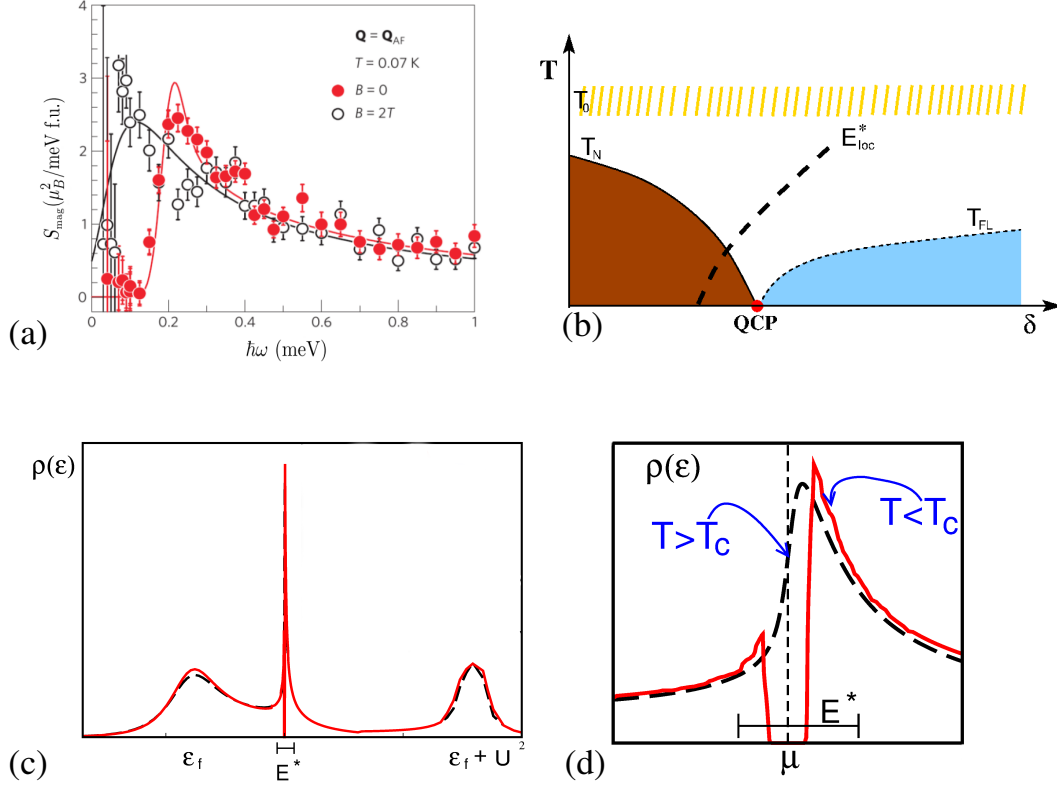 4
3
2
1
0
S_mag(μ_B^2/meV f.u.)
Q = Q_AF
T = 0.07 K
B = 0
B = 2T
0 0.2 0.4 0.6 0.8 1
ħω (meV)
(a)
T
T_0
T_N
E*_loc
T_FL
QCP
δ
(b)
ρ(ε)
ε_f
E*
ε_f + U
2
(c)
ρ(ε)
T>T_C
T<T_C
E*
μ
(d)